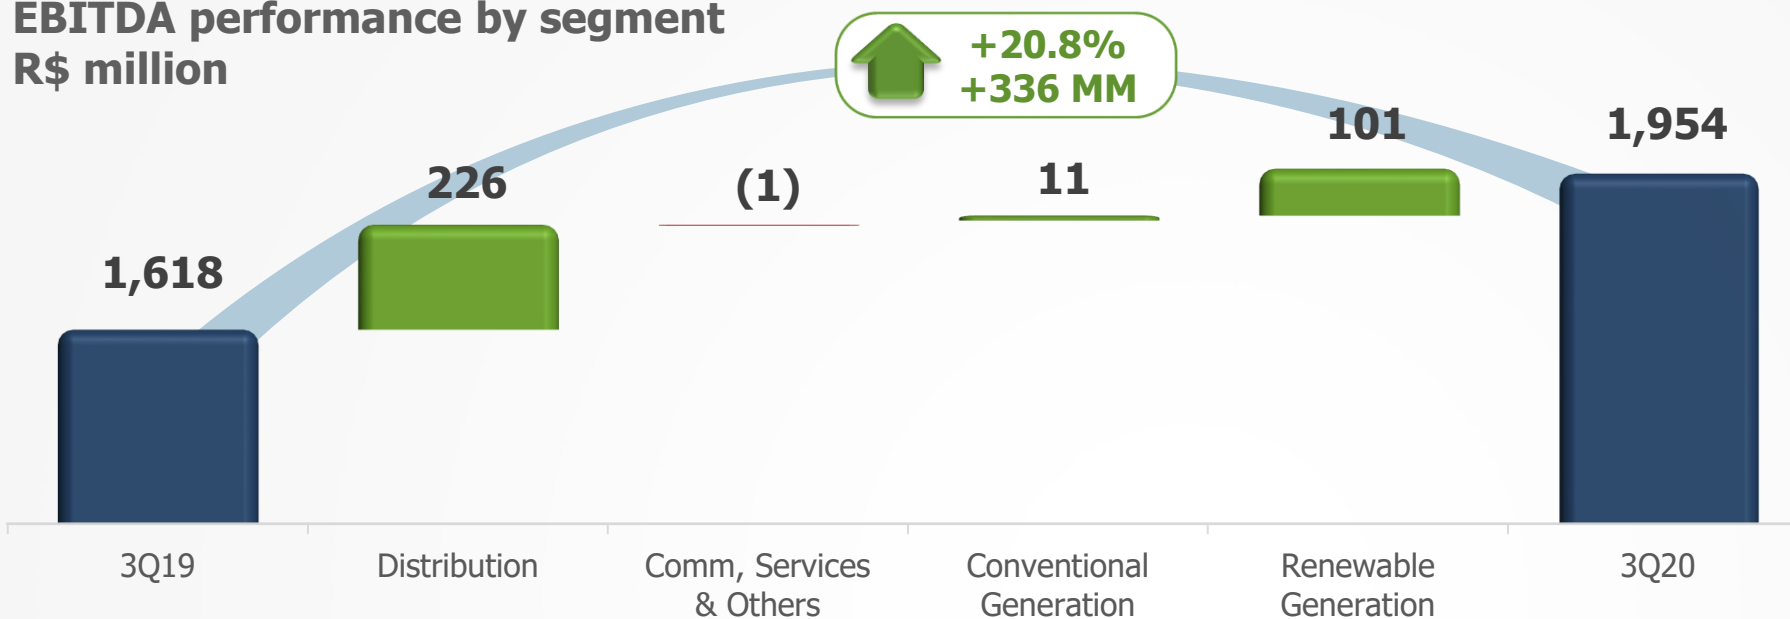 EBITDA performance by segment
R$ million
+20.8%
+336 MM
1,618
226
(1)
11
101
1,954
3Q19
Distribution
Comm, Services
& Others
Conventional
Generation
Renewable
Generation
3Q20